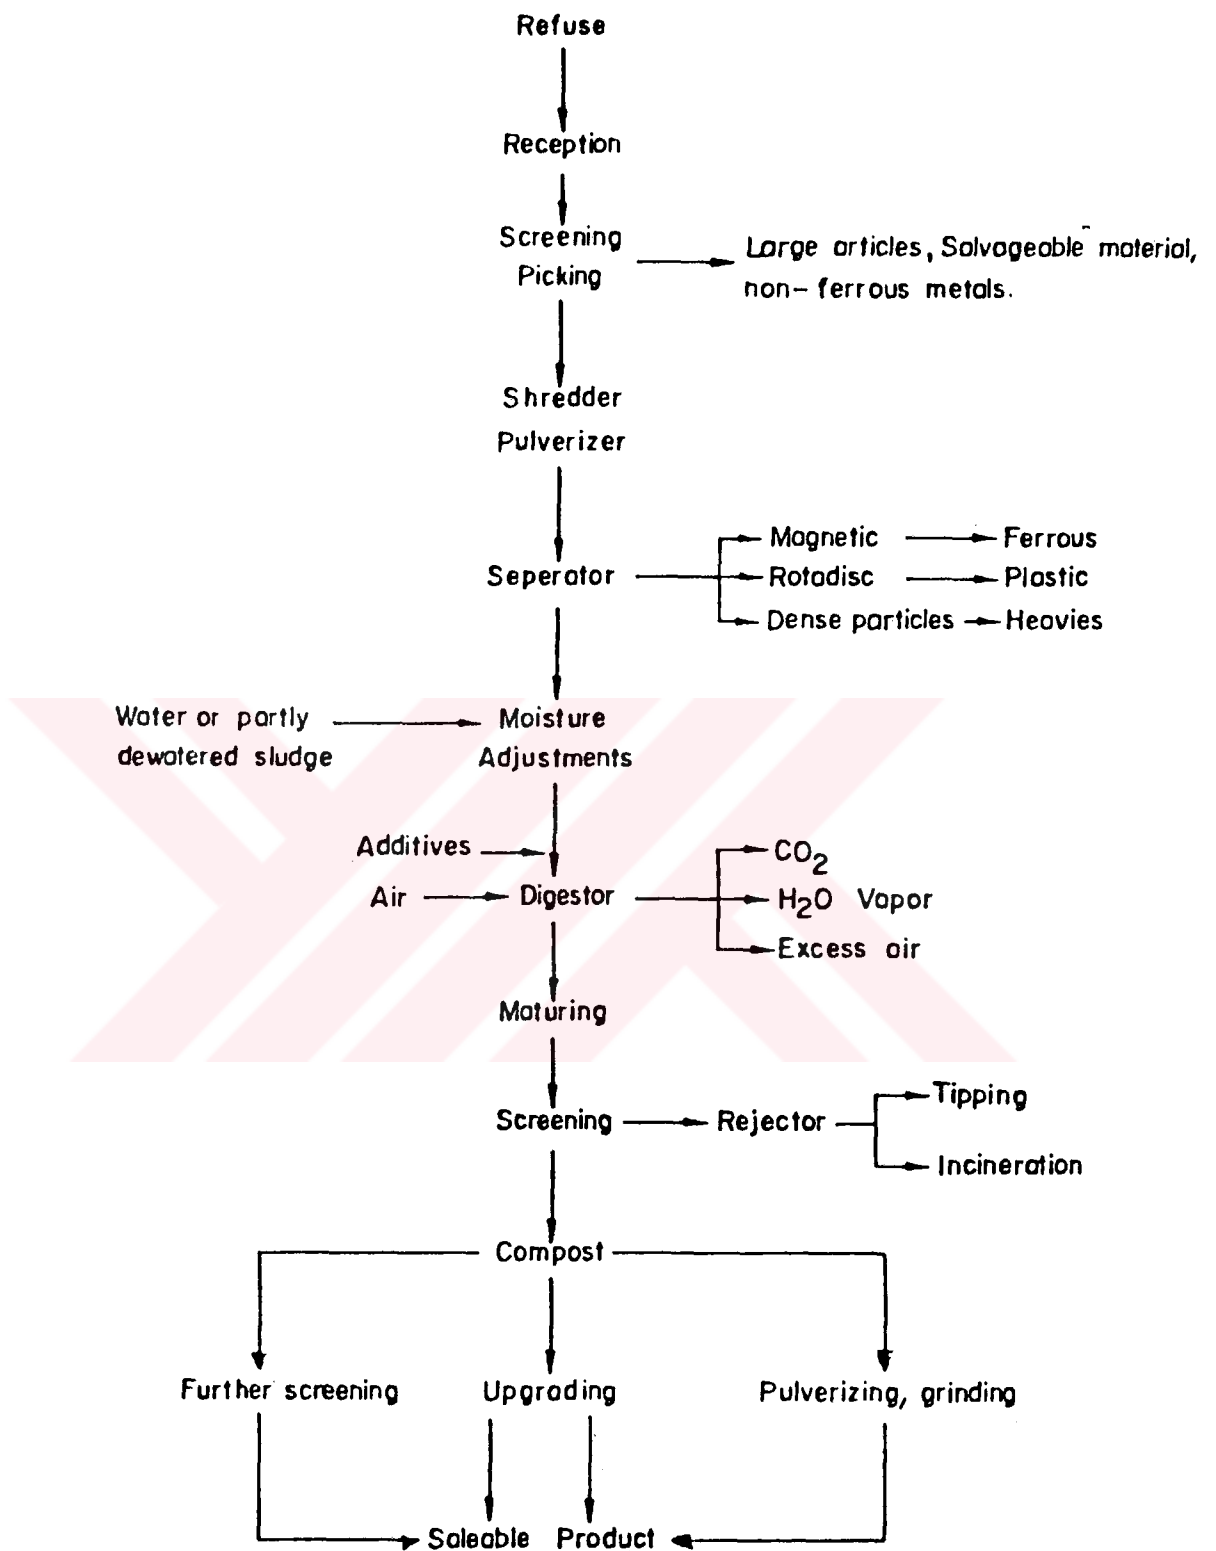 Refuse
Reception
Screening
Picking
Large articles, Salvageable material,
non- ferrous metals.
Shredder
Pulverizer
Seperator
Magnetic
Ferrous
Rotadisc
Plastic
Dense particles
Heavies
Water or partly
dewatered sludge
Moisture
Adjustments
Additives
Air
Digestor
CO2
H2O Vapor
Excess air
Maturing
Screening
Rejector
Tipping
Incineration
Compost
Further screening
Upgrading
Pulverizing, grinding
Saleable Product